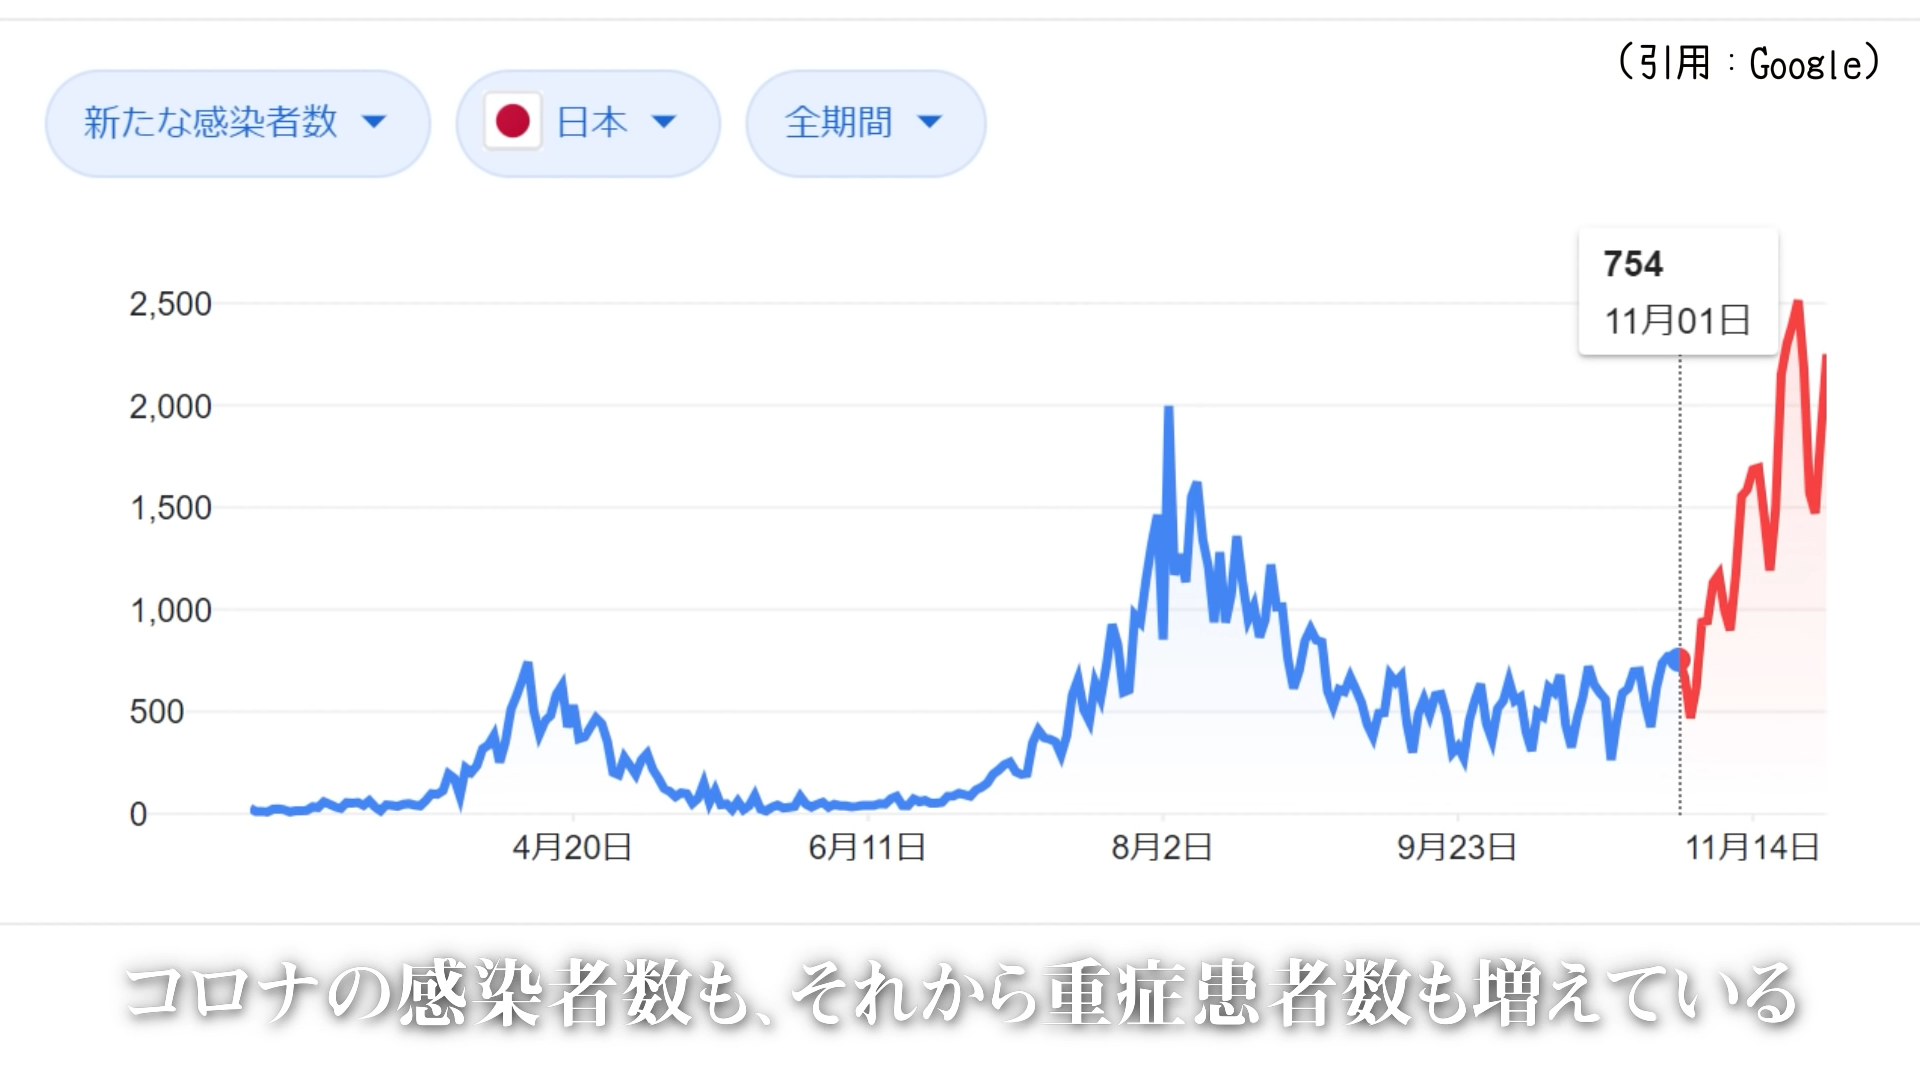 (引用：Google)
新たな感染者数
日本
全期間
754
11月01日
2,500
2,000
1,500
1,000
500
0
4月20日
6月11日
8月2日
9月23日
11月14日
コロナの感染者数も、それから重症患者数も増えている